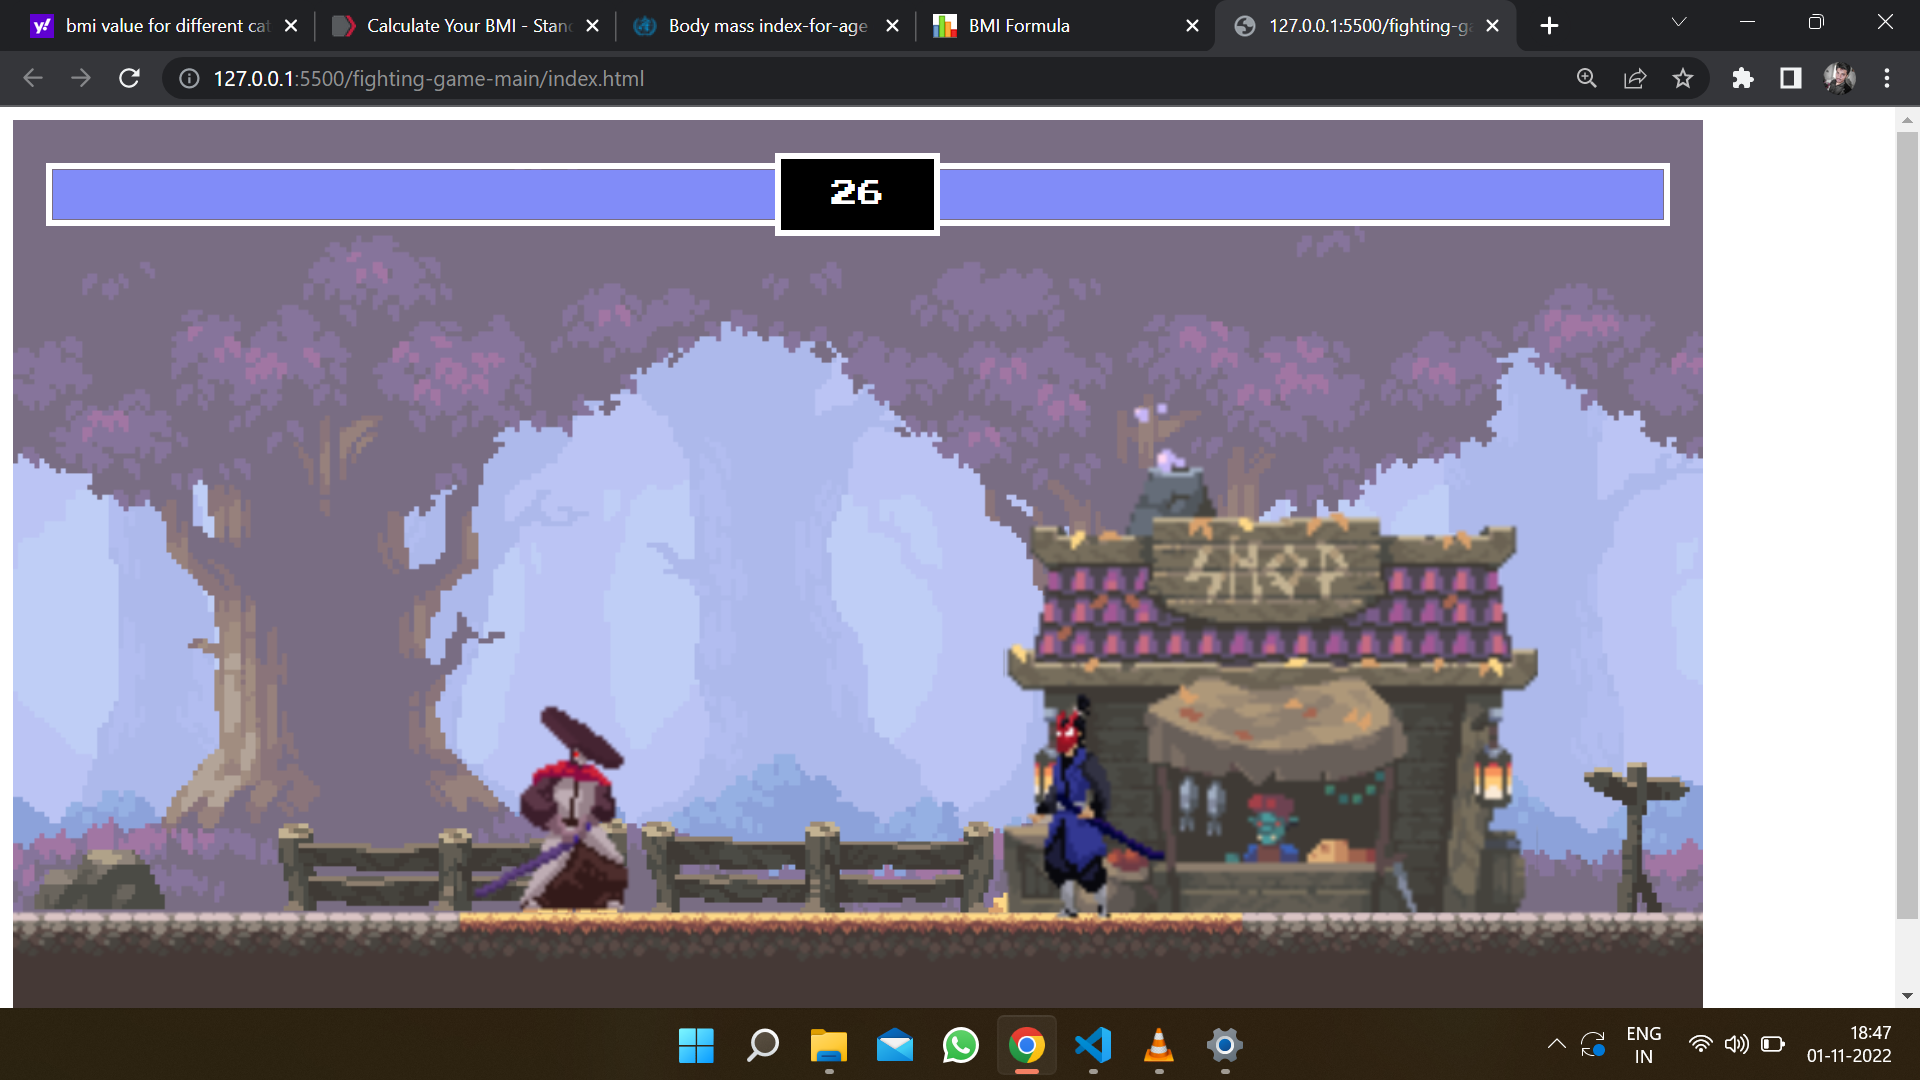 bmi value for different cat
Calculate Your BMI - Stand
Body mass index-for-age
BMI Formula
127.0.0.1:5500/fighting-ga
127.0.0.1:5500/fighting-game-main/index.html
26
SHOP
ENG
IN
18:47
01-11-2022